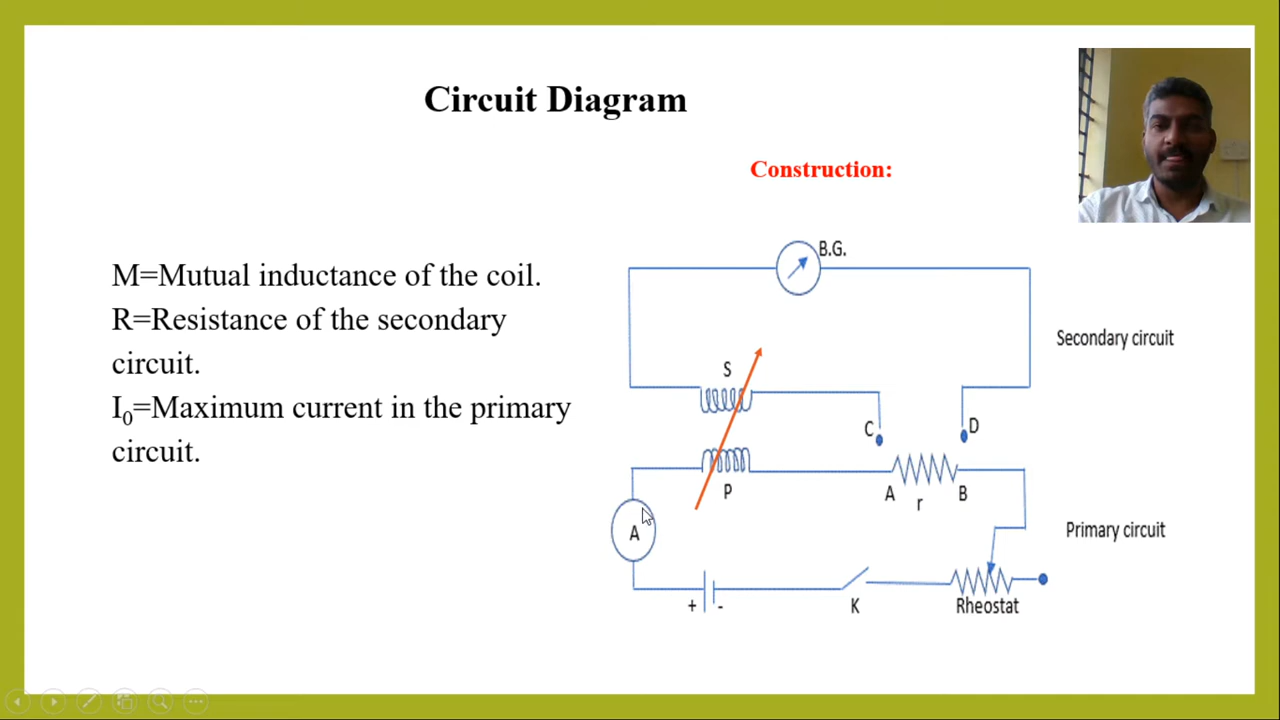 Circuit Diagram
Construction:
M=Mutual inductance of the coil.
R=Resistance of the secondary
circuit.
I₀=Maximum current in the primary
circuit.
B.G.
Secondary circuit
S
C
D
P
A
r
B
A
Primary circuit
+
-
K
Rheostat